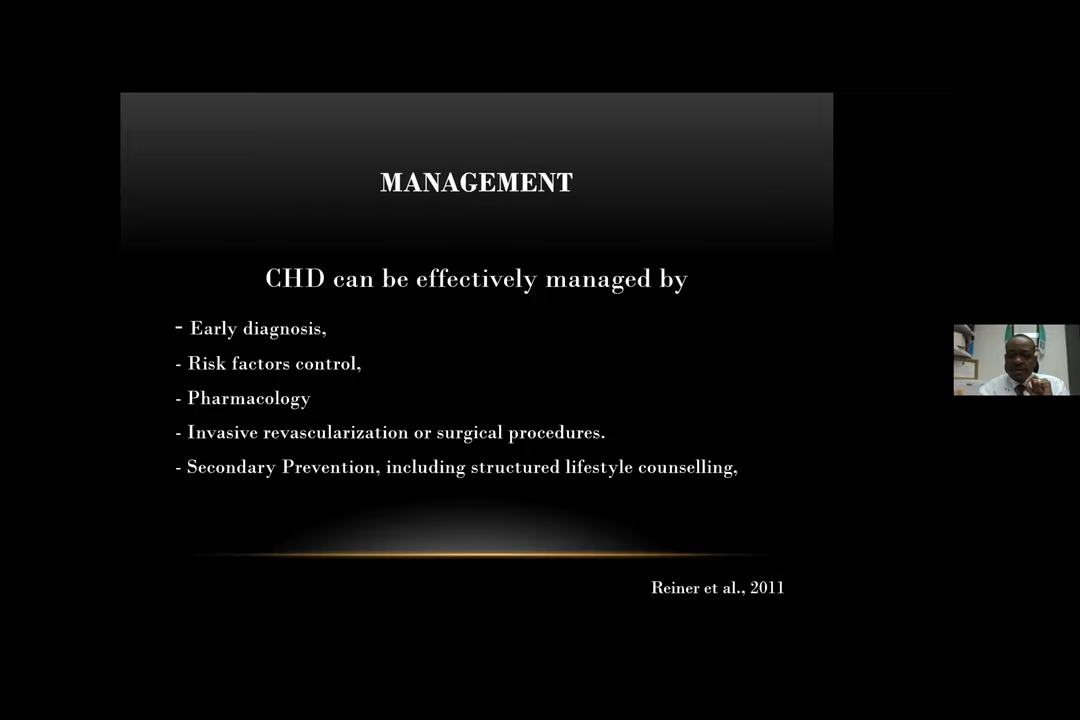 MANAGEMENT
CHD can be effectively managed by
- Early diagnosis,
- Risk factors control,
- Pharmacology
- Invasive revascularization or surgical procedures.
- Secondary Prevention, including structured lifestyle counselling,
Reiner et al., 2011